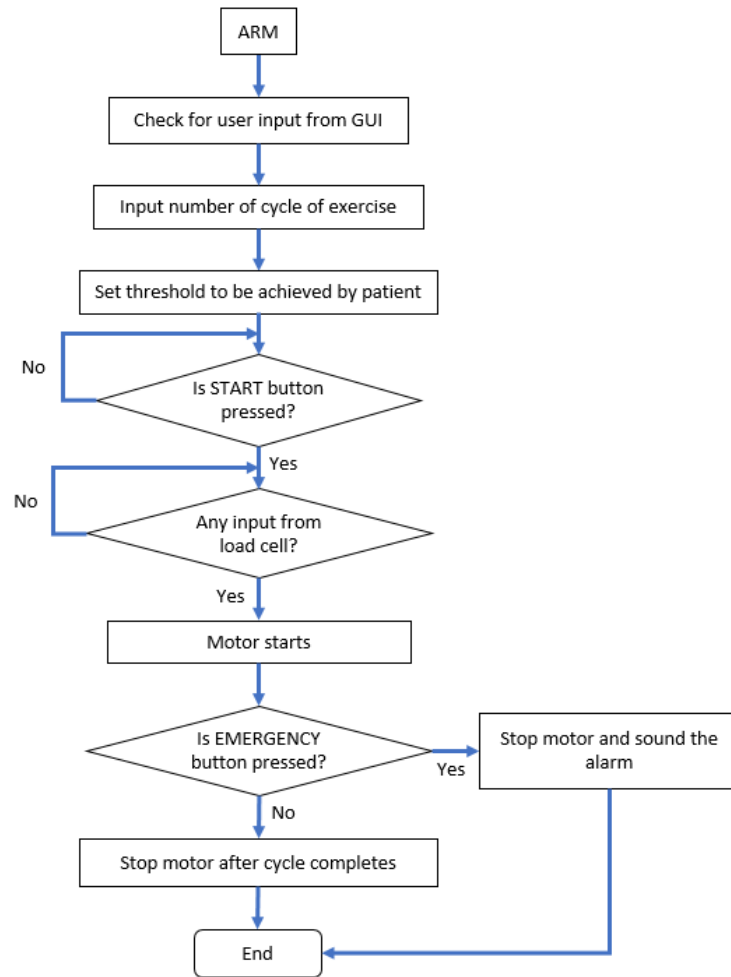 ARM
Check for user input from GUI
Input number of cycle of exercise
Set threshold to be achieved by patient
No
Is START button
pressed?
Yes
No
Any input from
load cell?
Yes
Motor starts
Is EMERGENCY
button pressed?
Yes
Stop motor and sound the
alarm
No
Stop motor after cycle completes
End